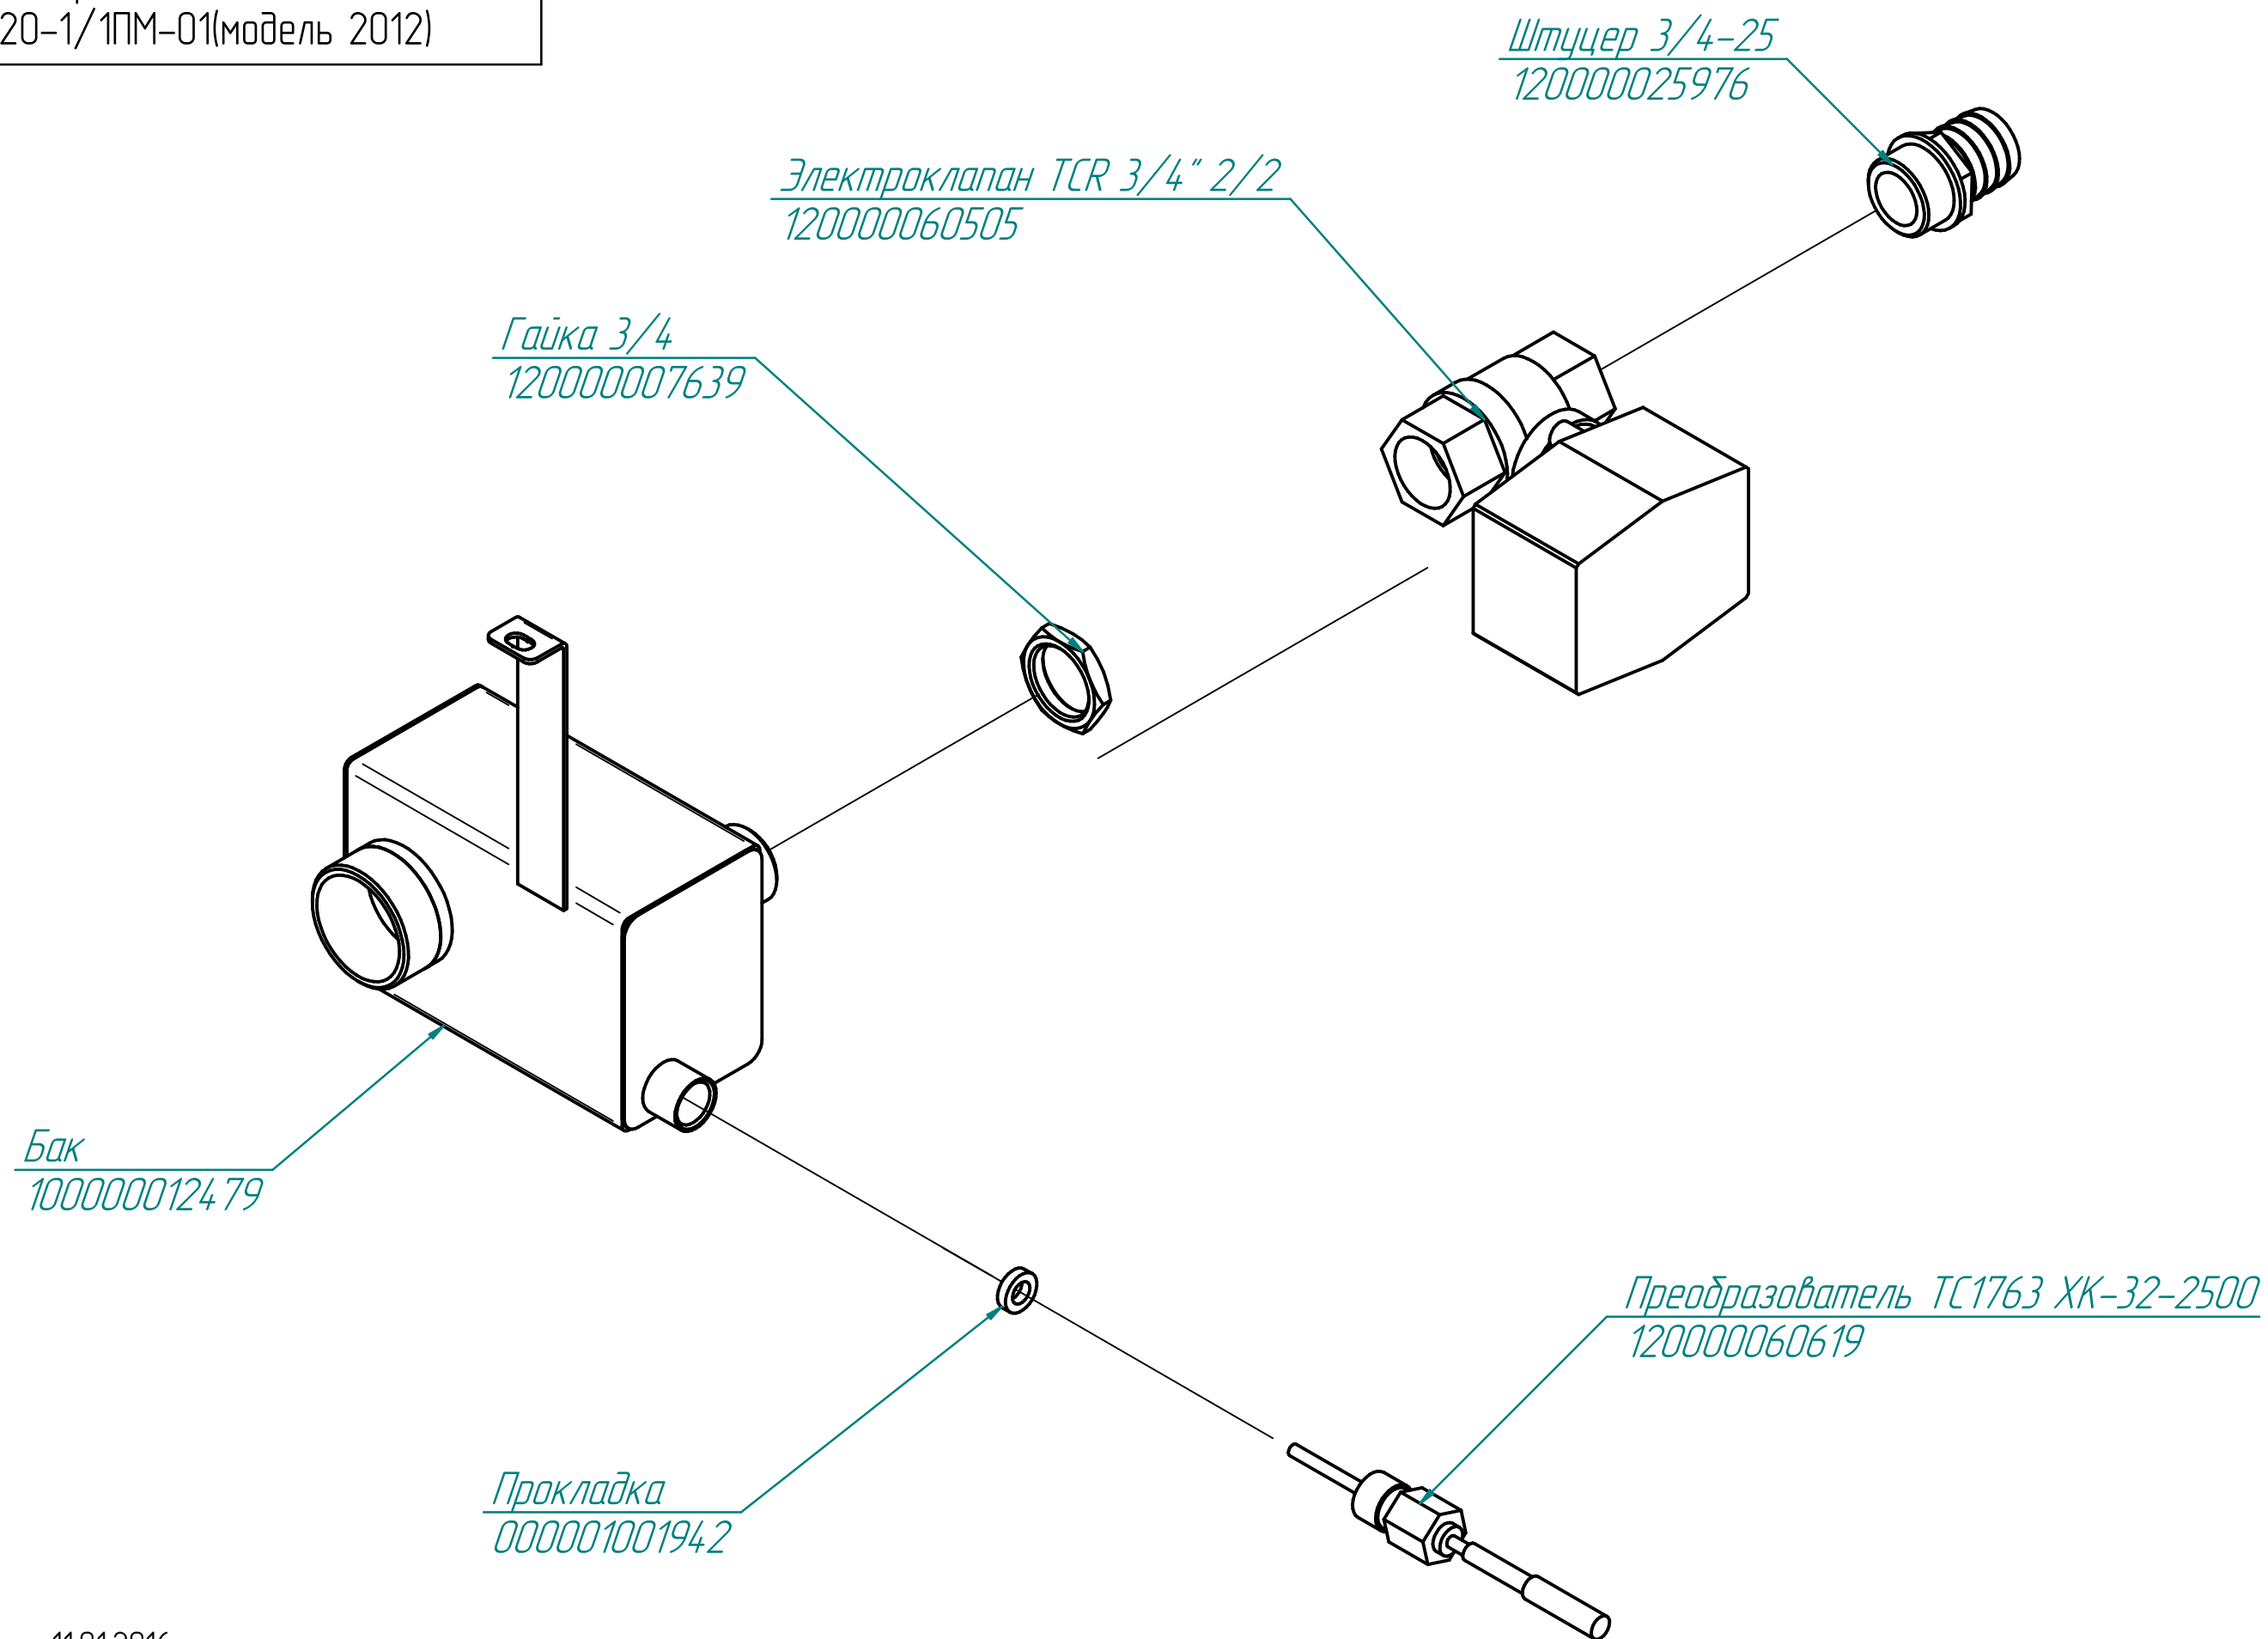 20-1/1ПМ-01(модель 2012)
Штуцер 3/4-25
120000025976
Электроклапан TCR 3/4" 2/2
120000060505
Гайка 3/4
120000007639
Бак
100000012479
Преобразователь ТС1763 ХК-32-2500
120000060619
Прокладка
000001001942